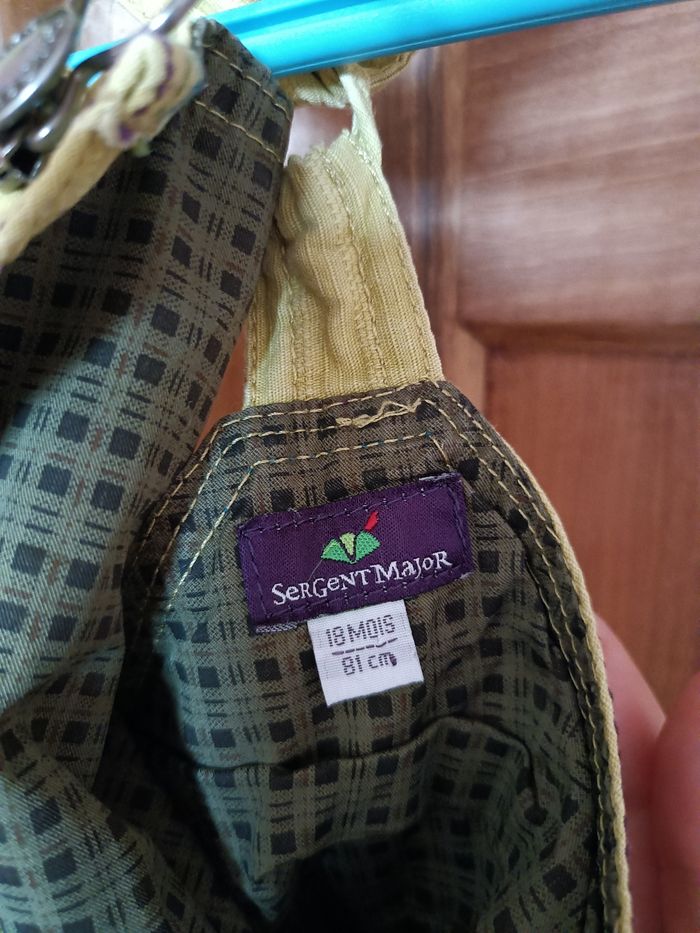 SeRGeNT MaJoR
18 MOIS
81 cm